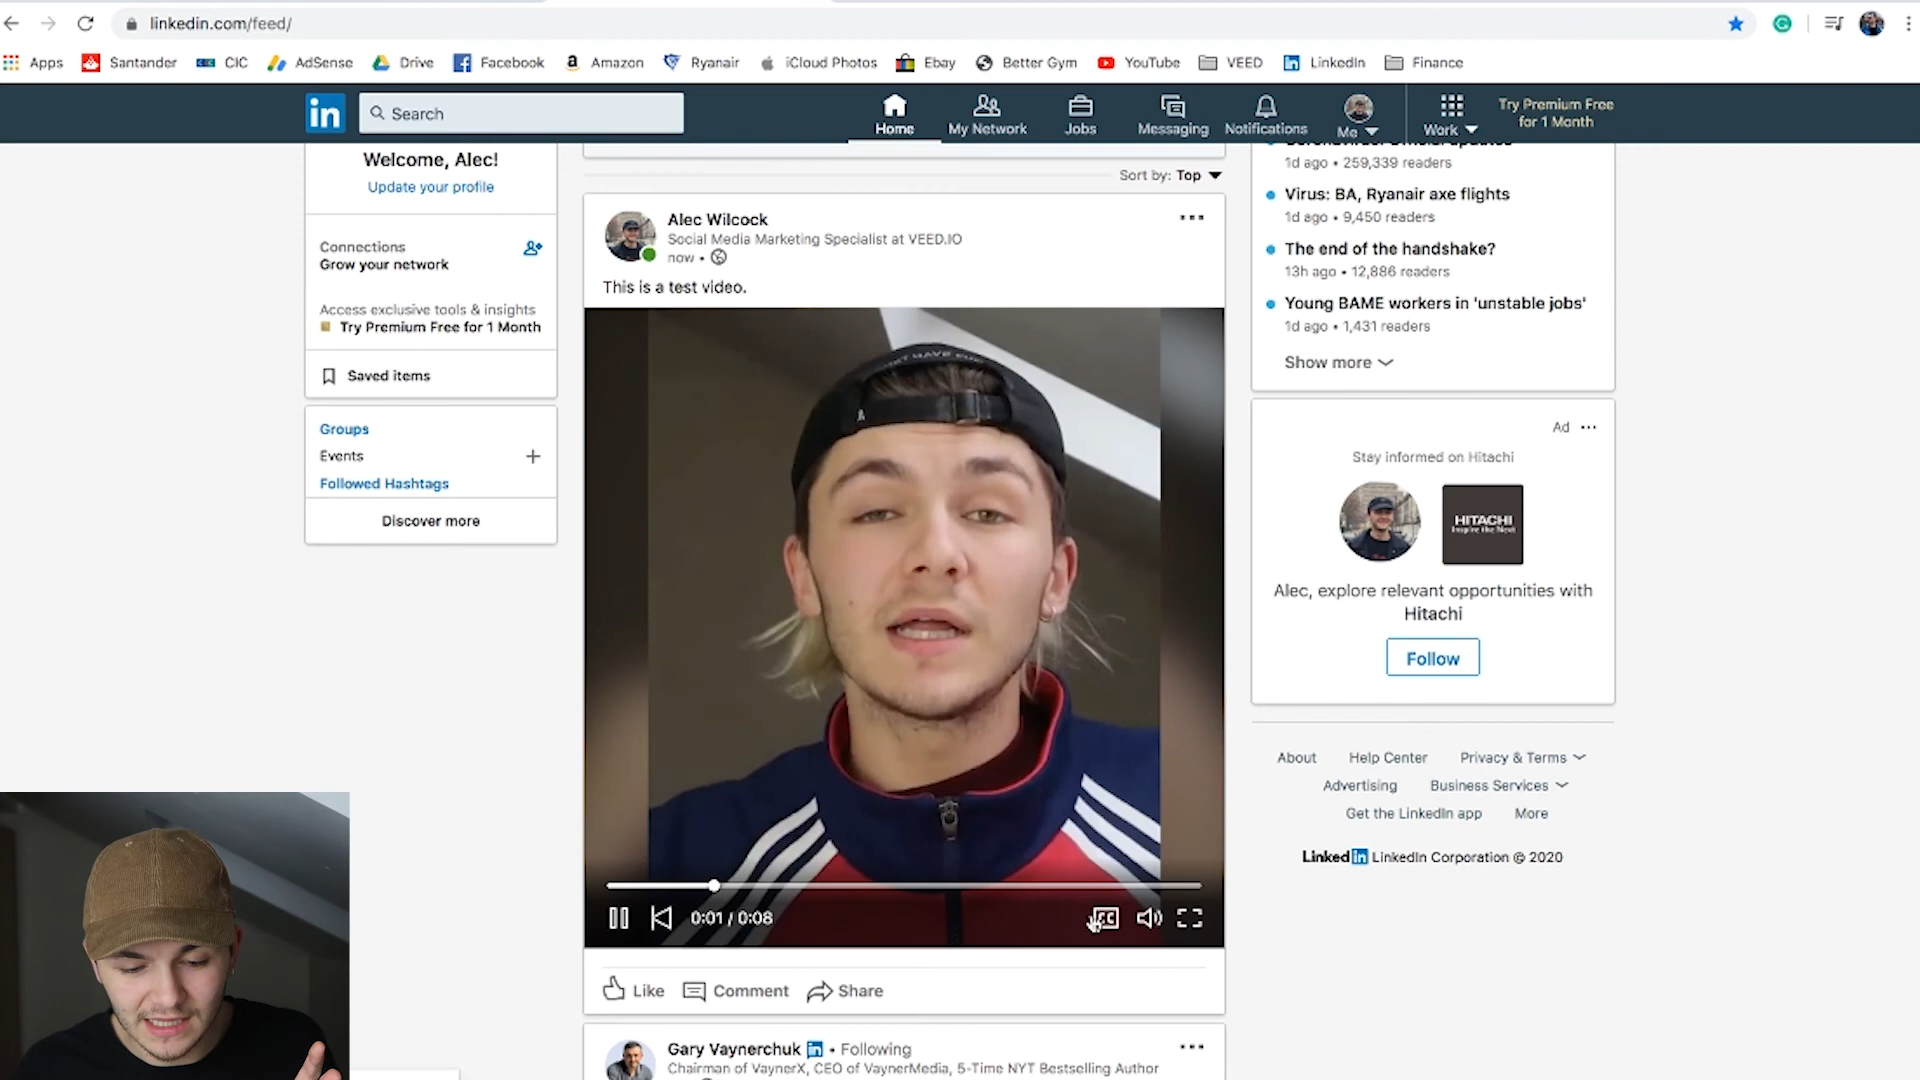 linkedin.com/feed/
Apps Santander CIC AdSense Drive Facebook Amazon Ryanair iCloud Photos Ebay Better Gym YouTube VEED LinkedIn Finance
in Search Home My Network Jobs Messaging Notifications Me Work Try Premium Free
for 1 Month
Welcome, Alec!
Update your profile
Connections
Grow your network
Access exclusive tools & insights
Try Premium Free for 1 Month
Saved items
Groups
Events
Followed Hashtags
Discover more
Sort by: Top
Alec Wilcock
Social Media Marketing Specialist at VEED.IO
now •
This is a test video.
0:01 / 0:08
CC
Like Comment Share
Gary Vaynerchuk in • Following
Chairman of VaynerX, CEO of VaynerMedia, 5-Time NYT Bestselling Author
1d ago • 259,339 readers
Virus: BA, Ryanair axe flights
1d ago • 9,450 readers
The end of the handshake?
13h ago • 12,886 readers
Young BAME workers in 'unstable jobs'
1d ago • 1,431 readers
Show more
Ad
Stay informed on Hitachi
HITACHI
Inspire the Next
Alec, explore relevant opportunities with
Hitachi
Follow
About Help Center Privacy & Terms
Advertising Business Services
Get the LinkedIn app More
LinkedIn LinkedIn Corporation © 2020